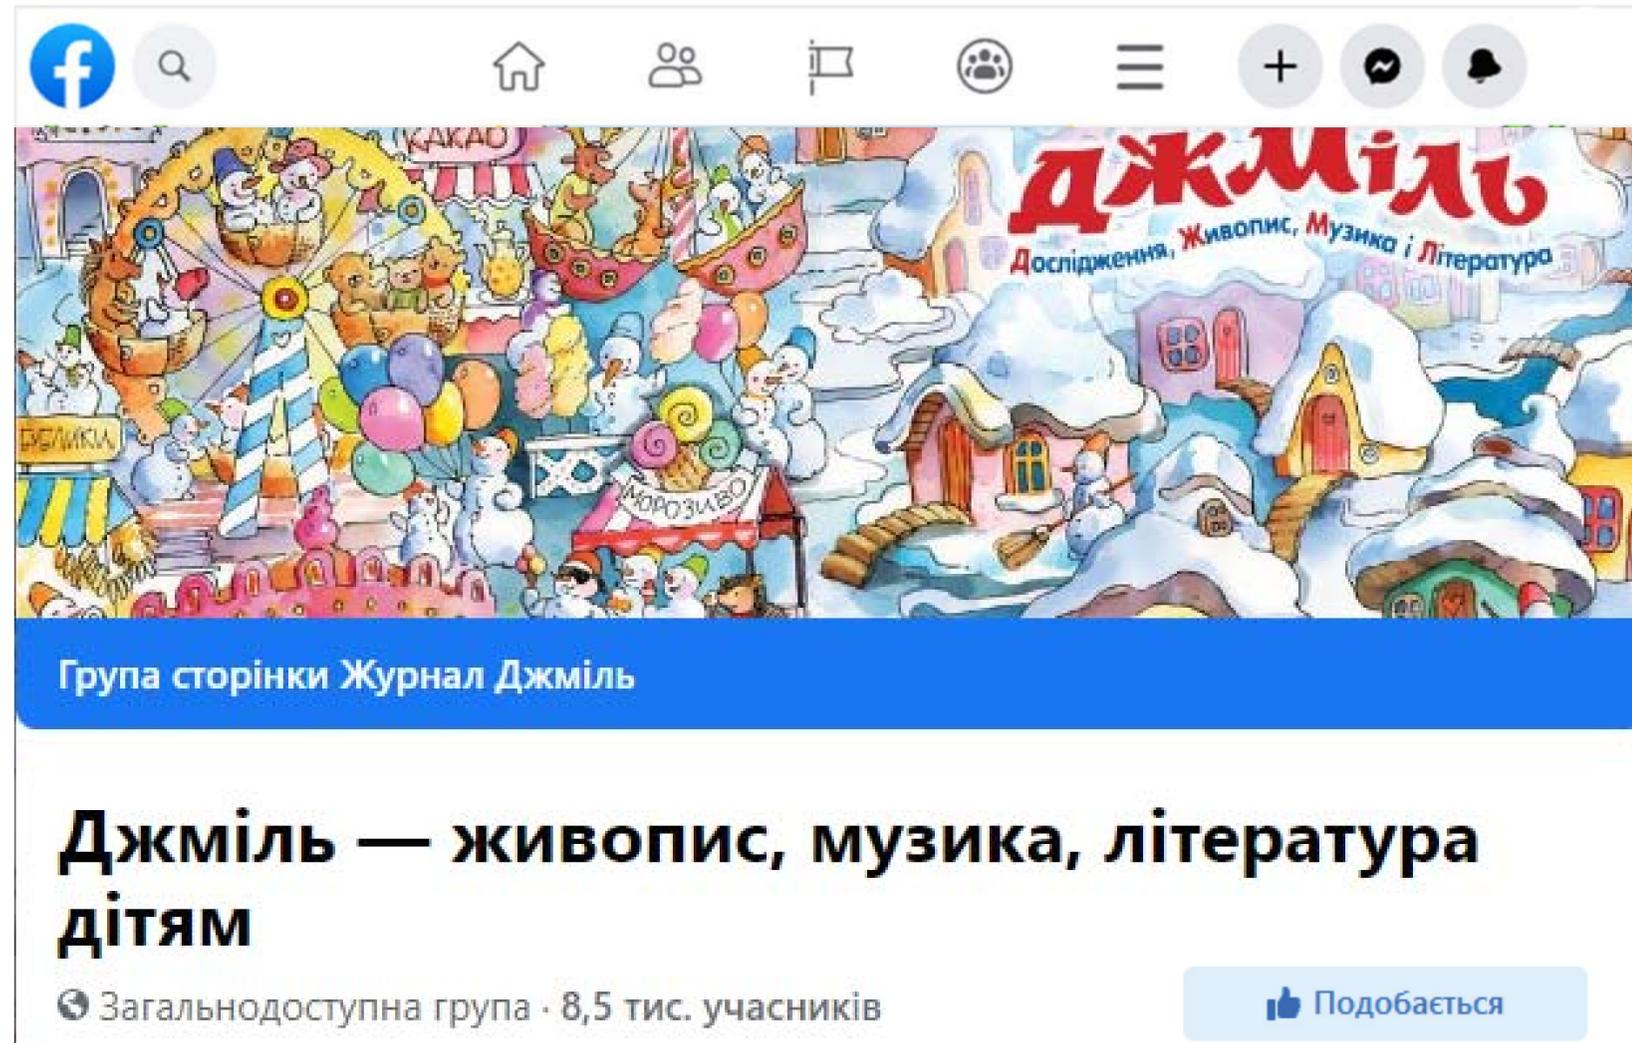 КАКАО
джміль
Дослідження, Живопис, Музика і Література
БУБЛИКИ
МОРОЗИВО
Група сторінки Журнал Джміль
Джміль — живопис, музика, література
дітям
Загальнодоступна група · 8,5 тис. учасників
Подобається